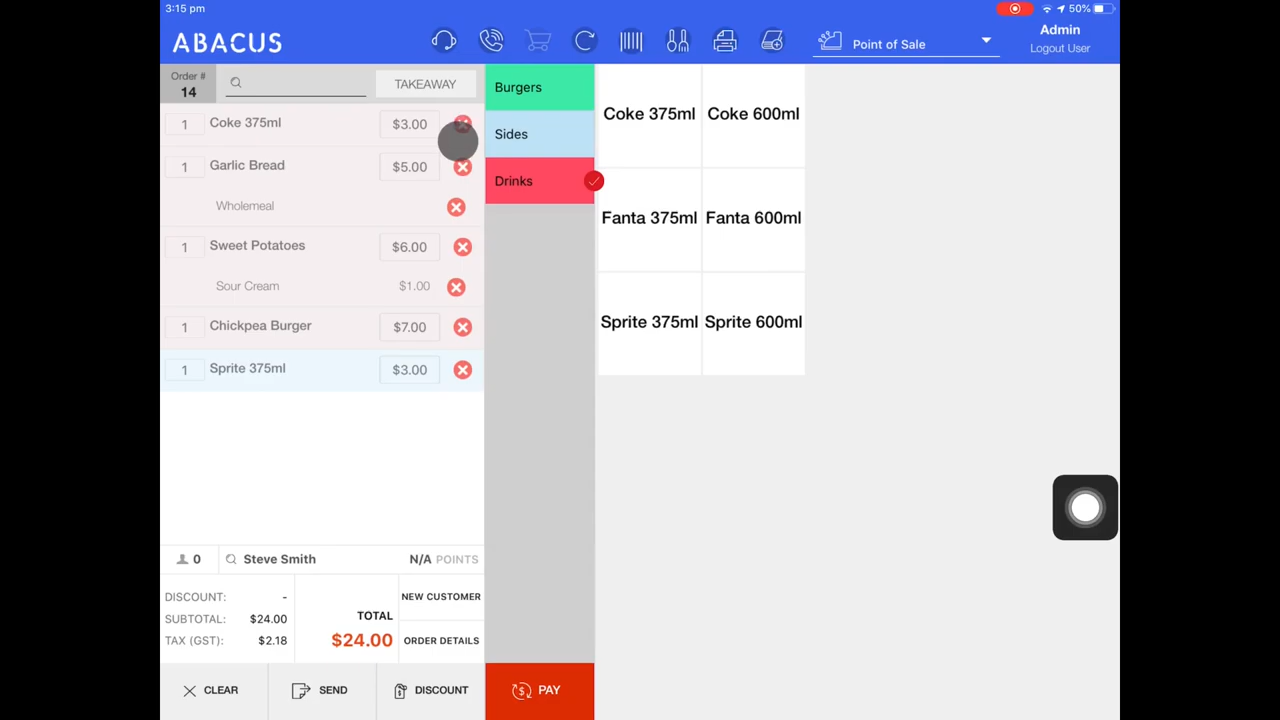 3:15 pm
50%
ABACUS
Point of Sale
Admin
Logout User
Order #
14
TAKEAWAY
1 Coke 375ml $3.00
1 Garlic Bread $5.00
Wholemeal
1 Sweet Potatoes $6.00
Sour Cream $1.00
1 Chickpea Burger $7.00
1 Sprite 375ml $3.00
0 Steve Smith N/A POINTS
DISCOUNT: -
SUBTOTAL: $24.00
TAX (GST): $2.18
TOTAL
$24.00
NEW CUSTOMER
ORDER DETAILS
CLEAR
SEND
DISCOUNT
PAY
Burgers
Sides
Drinks
Coke 375ml Coke 600ml
Fanta 375ml Fanta 600ml
Sprite 375ml Sprite 600ml